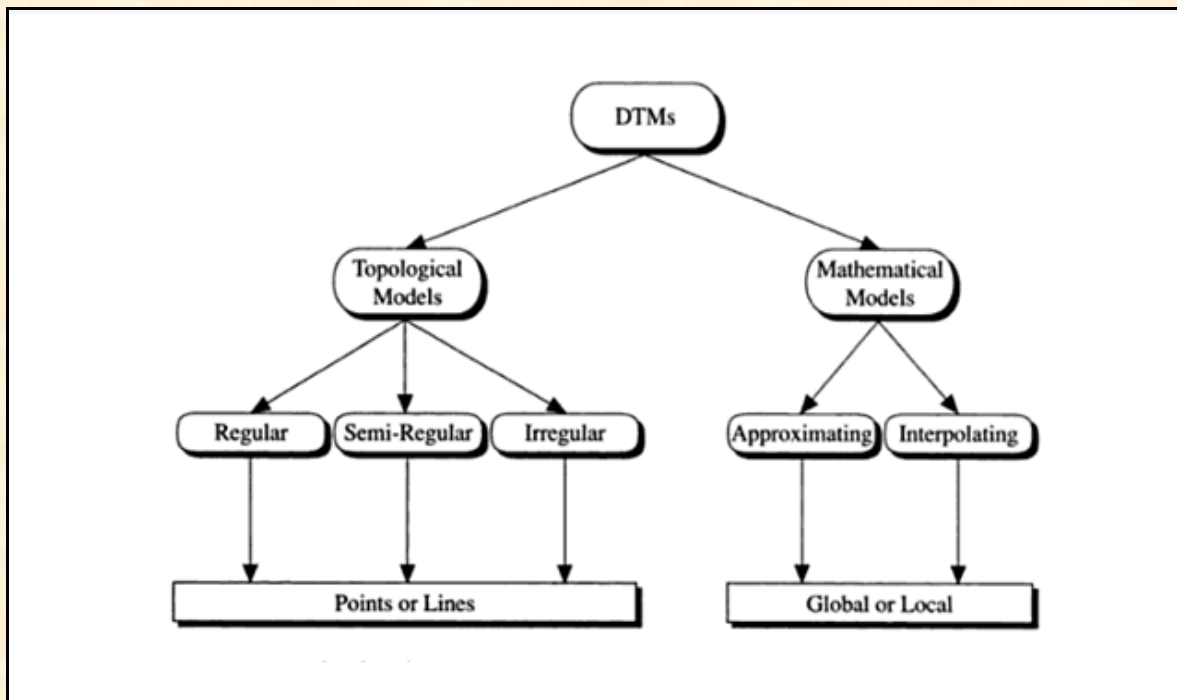 DTMs
Topological
Models
Mathematical
Models
Regular
Semi-Regular
Irregular
Approximating
Interpolating
Points or Lines
Global or Local